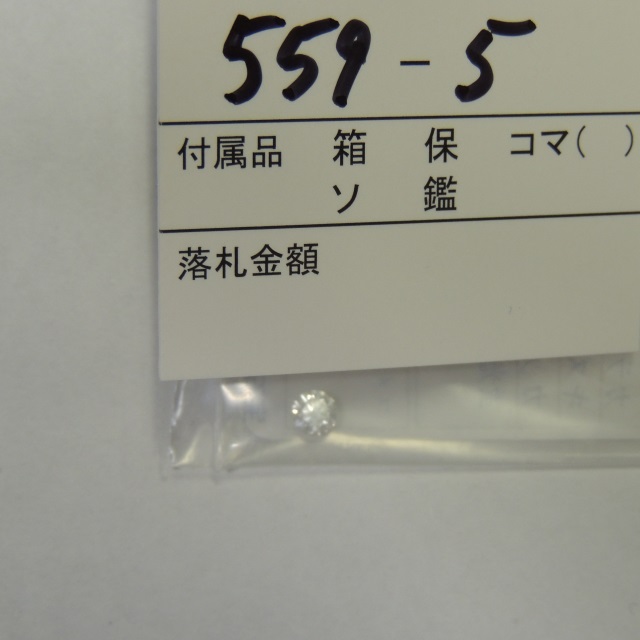 559-5
付属品 箱 保 コマ( )
ソ 鑑
落札金額